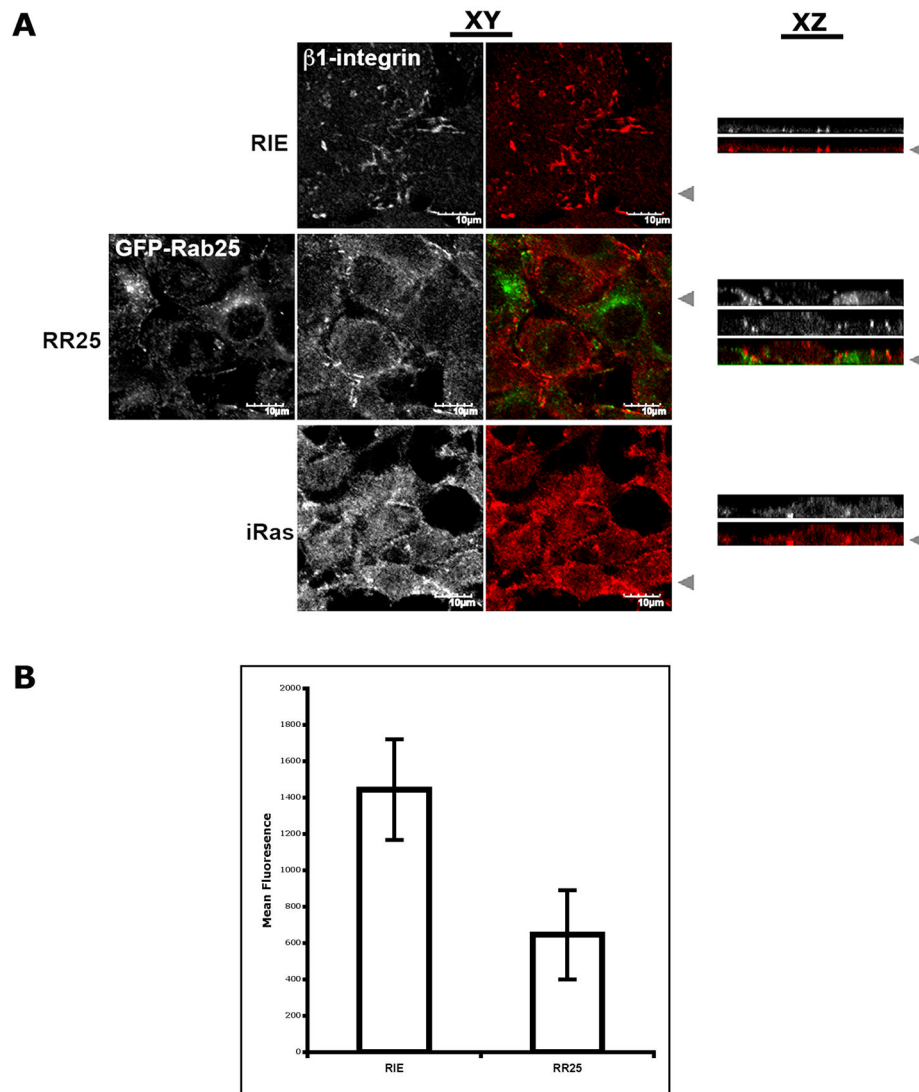 A
XY
XZ
β1-integrin
RIE
10µm
10µm
GFP-Rab25
RR25
10µm
10µm
10µm
iRas
10µm
10µm
B
Mean Fluoresence
2000
1800
1600
1400
1200
1000
800
600
400
200
0
RIE
RR25